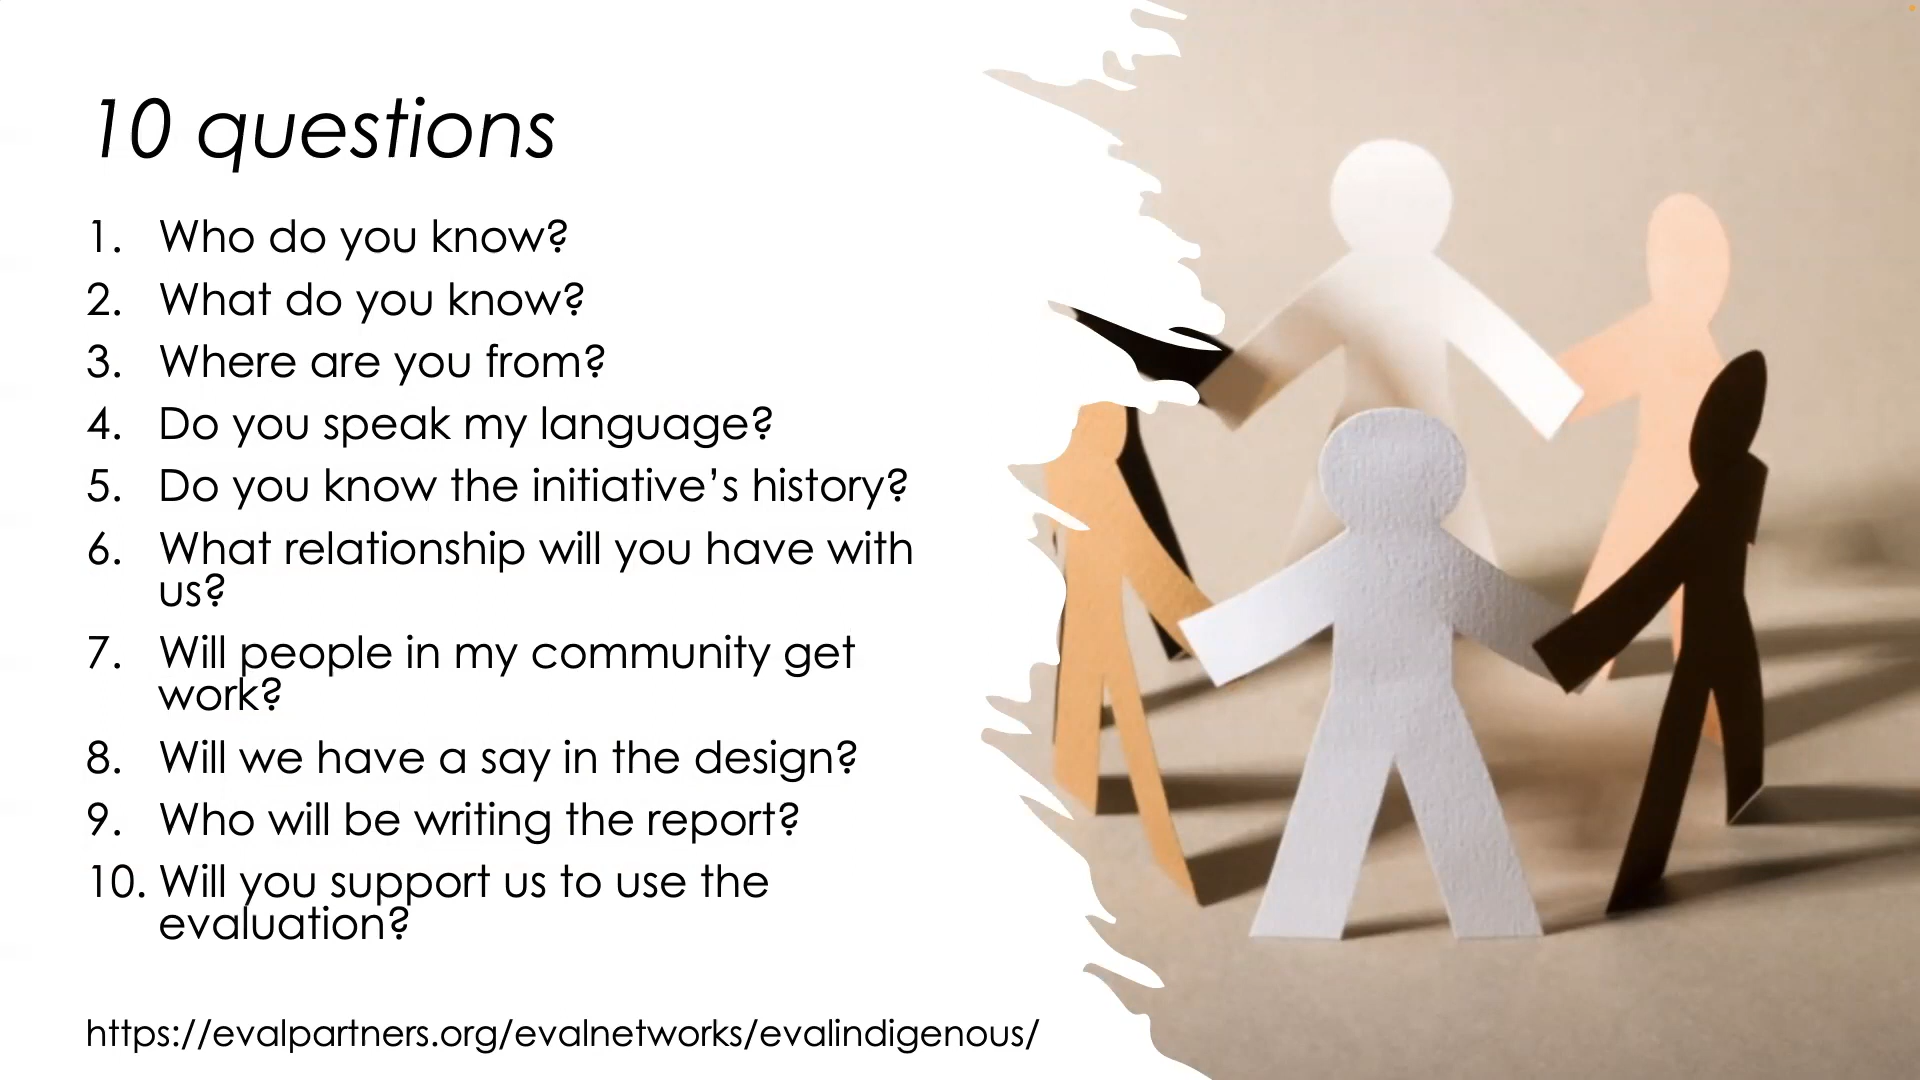 10 questions
1. Who do you know?
2. What do you know?
3. Where are you from?
4. Do you speak my language?
5. Do you know the initiative’s history?
6. What relationship will you have with
us?
7. Will people in my community get
work?
8. Will we have a say in the design?
9. Who will be writing the report?
10. Will you support us to use the
evaluation?
https://evalpartners.org/evalnetworks/evalindigenous/